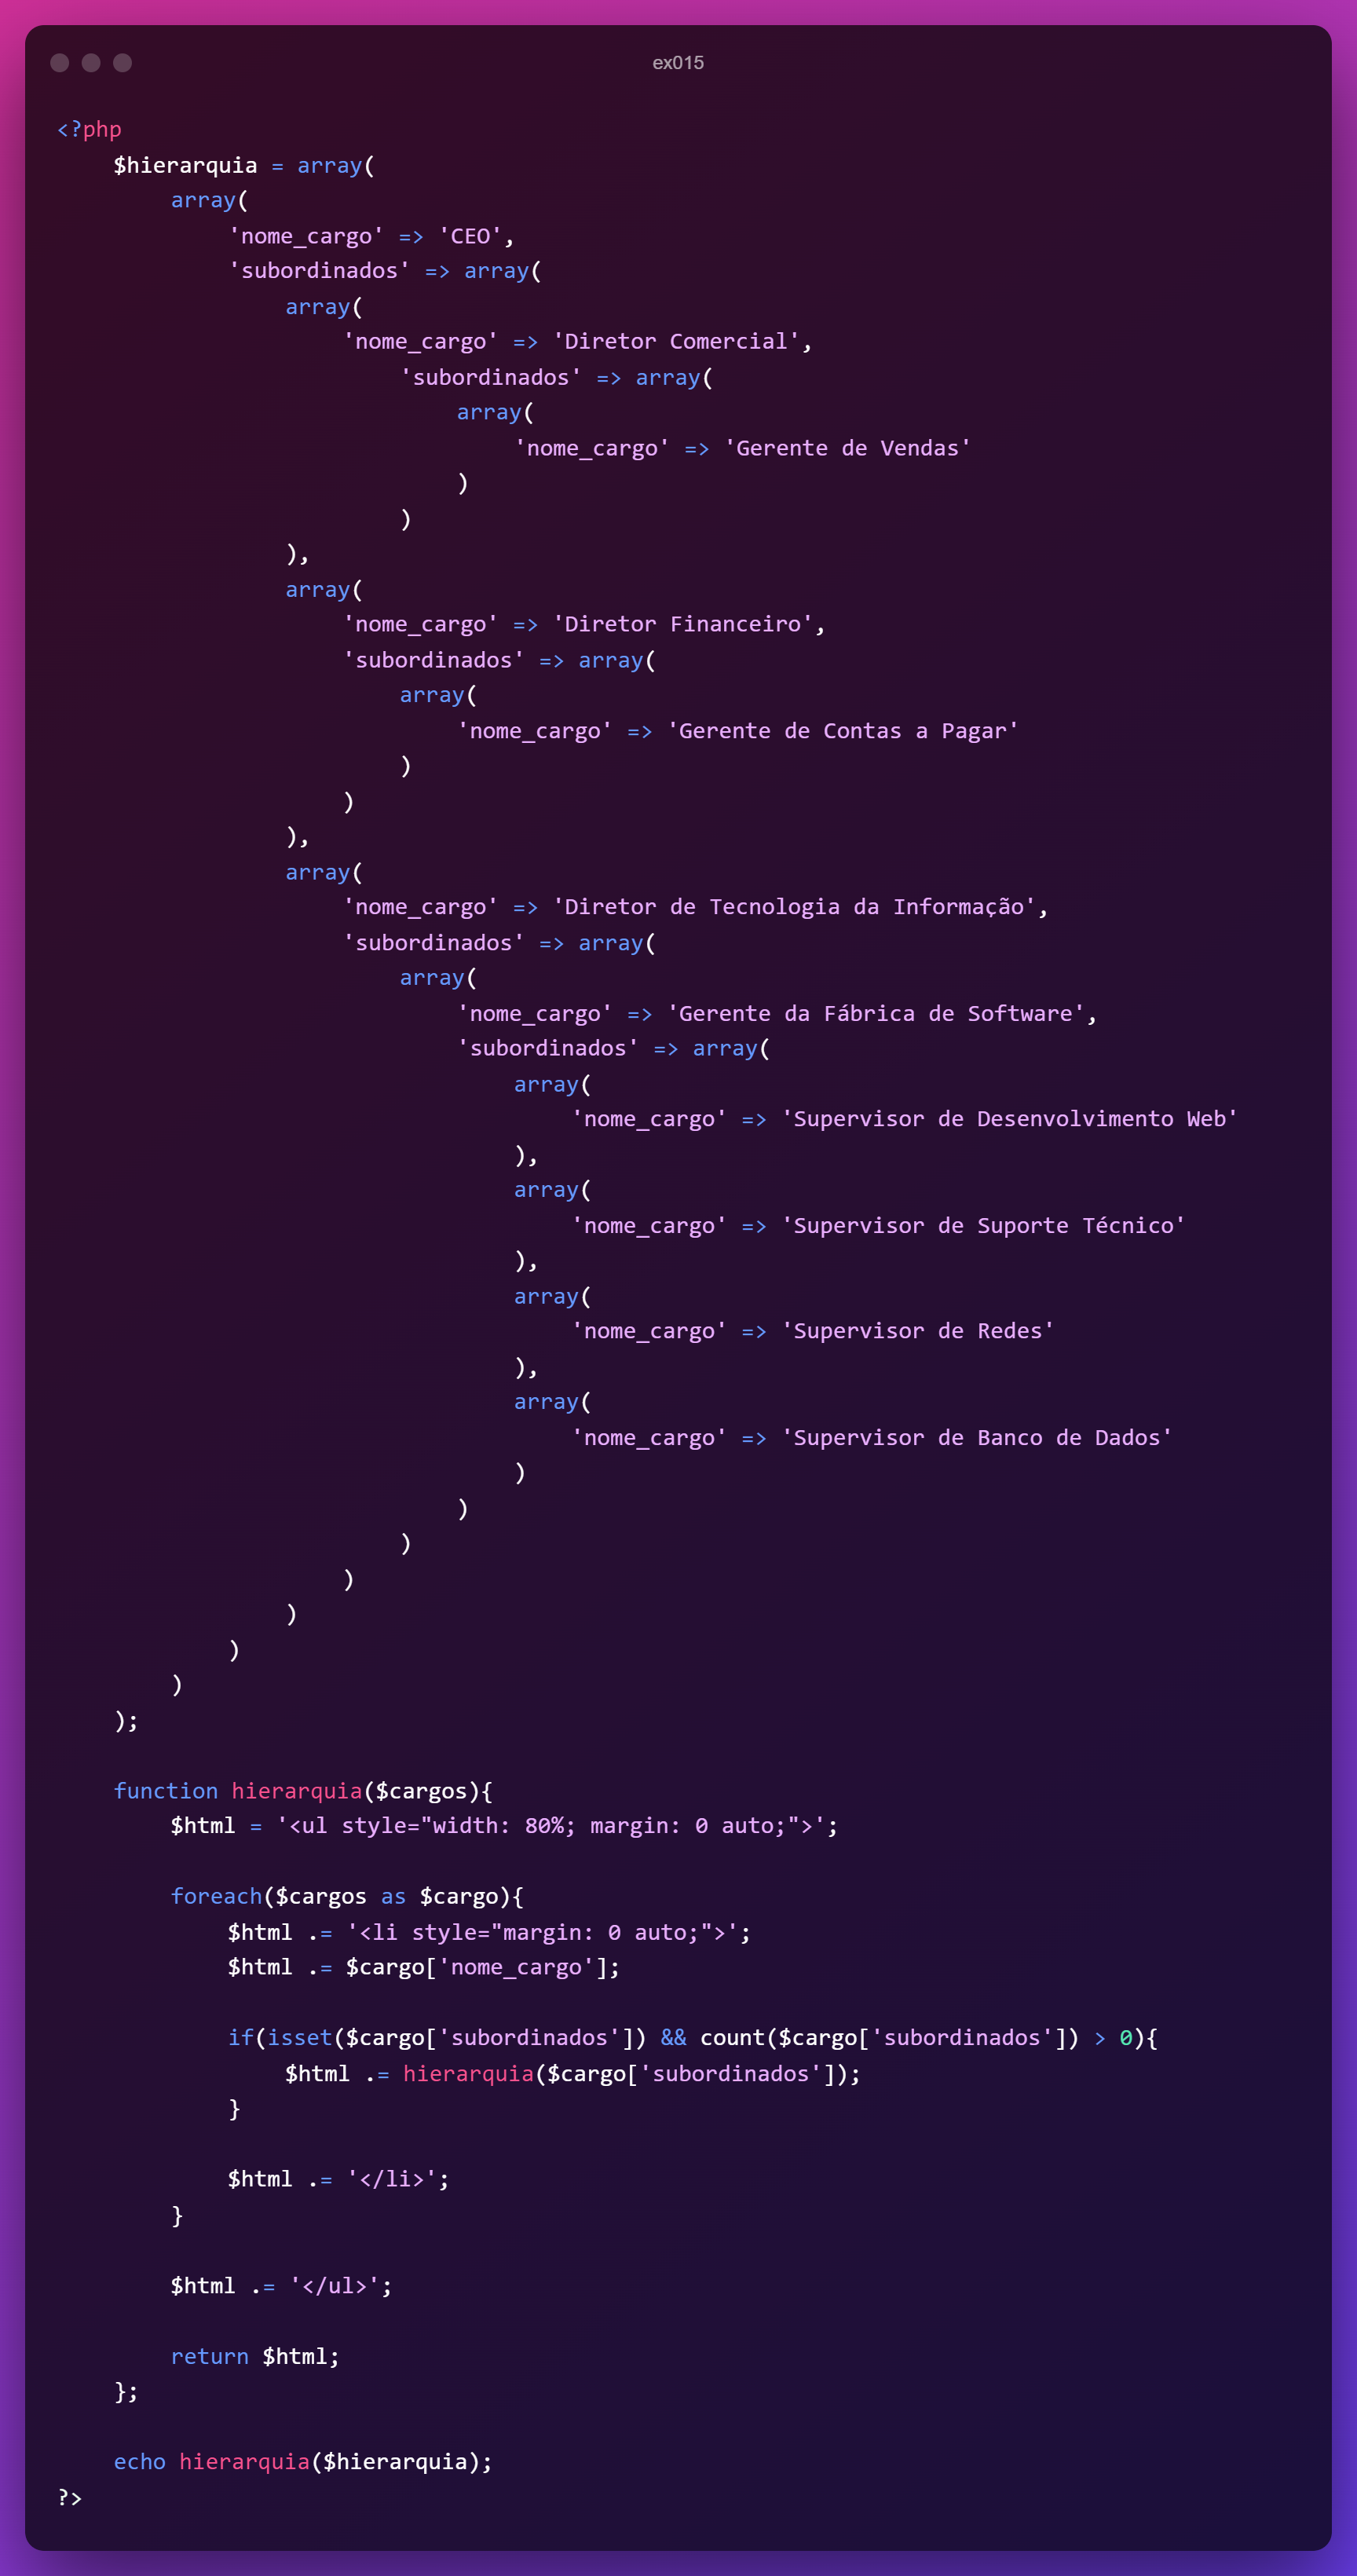 ex015
<?php
    $hierarquia = array(
        array(
            'nome_cargo' => 'CEO',
            'subordinados' => array(
                array(
                    'nome_cargo' => 'Diretor Comercial',
                        'subordinados' => array(
                            array(
                                'nome_cargo' => 'Gerente de Vendas'
                            )
                        )
                ),
                array(
                    'nome_cargo' => 'Diretor Financeiro',
                    'subordinados' => array(
                        array(
                            'nome_cargo' => 'Gerente de Contas a Pagar'
                        )
                    )
                ),
                array(
                    'nome_cargo' => 'Diretor de Tecnologia da Informação',
                    'subordinados' => array(
                        array(
                            'nome_cargo' => 'Gerente da Fábrica de Software',
                            'subordinados' => array(
                                array(
                                    'nome_cargo' => 'Supervisor de Desenvolvimento Web'
                                ),
                                array(
                                    'nome_cargo' => 'Supervisor de Suporte Técnico'
                                ),
                                array(
                                    'nome_cargo' => 'Supervisor de Redes'
                                ),
                                array(
                                    'nome_cargo' => 'Supervisor de Banco de Dados'
                                )
                            )
                        )
                    )
                )
            )
        )
    );

    function hierarquia($cargos){
        $html = '<ul style="width: 80%; margin: 0 auto;">';

        foreach($cargos as $cargo){
            $html .= '<li style="margin: 0 auto;">';
            $html .= $cargo['nome_cargo'];

            if(isset($cargo['subordinados']) && count($cargo['subordinados']) > 0){
                $html .= hierarquia($cargo['subordinados']);
            }

            $html .= '</li>';
        }

        $html .= '</ul>';

        return $html;
    };

    echo hierarquia($hierarquia);
?>